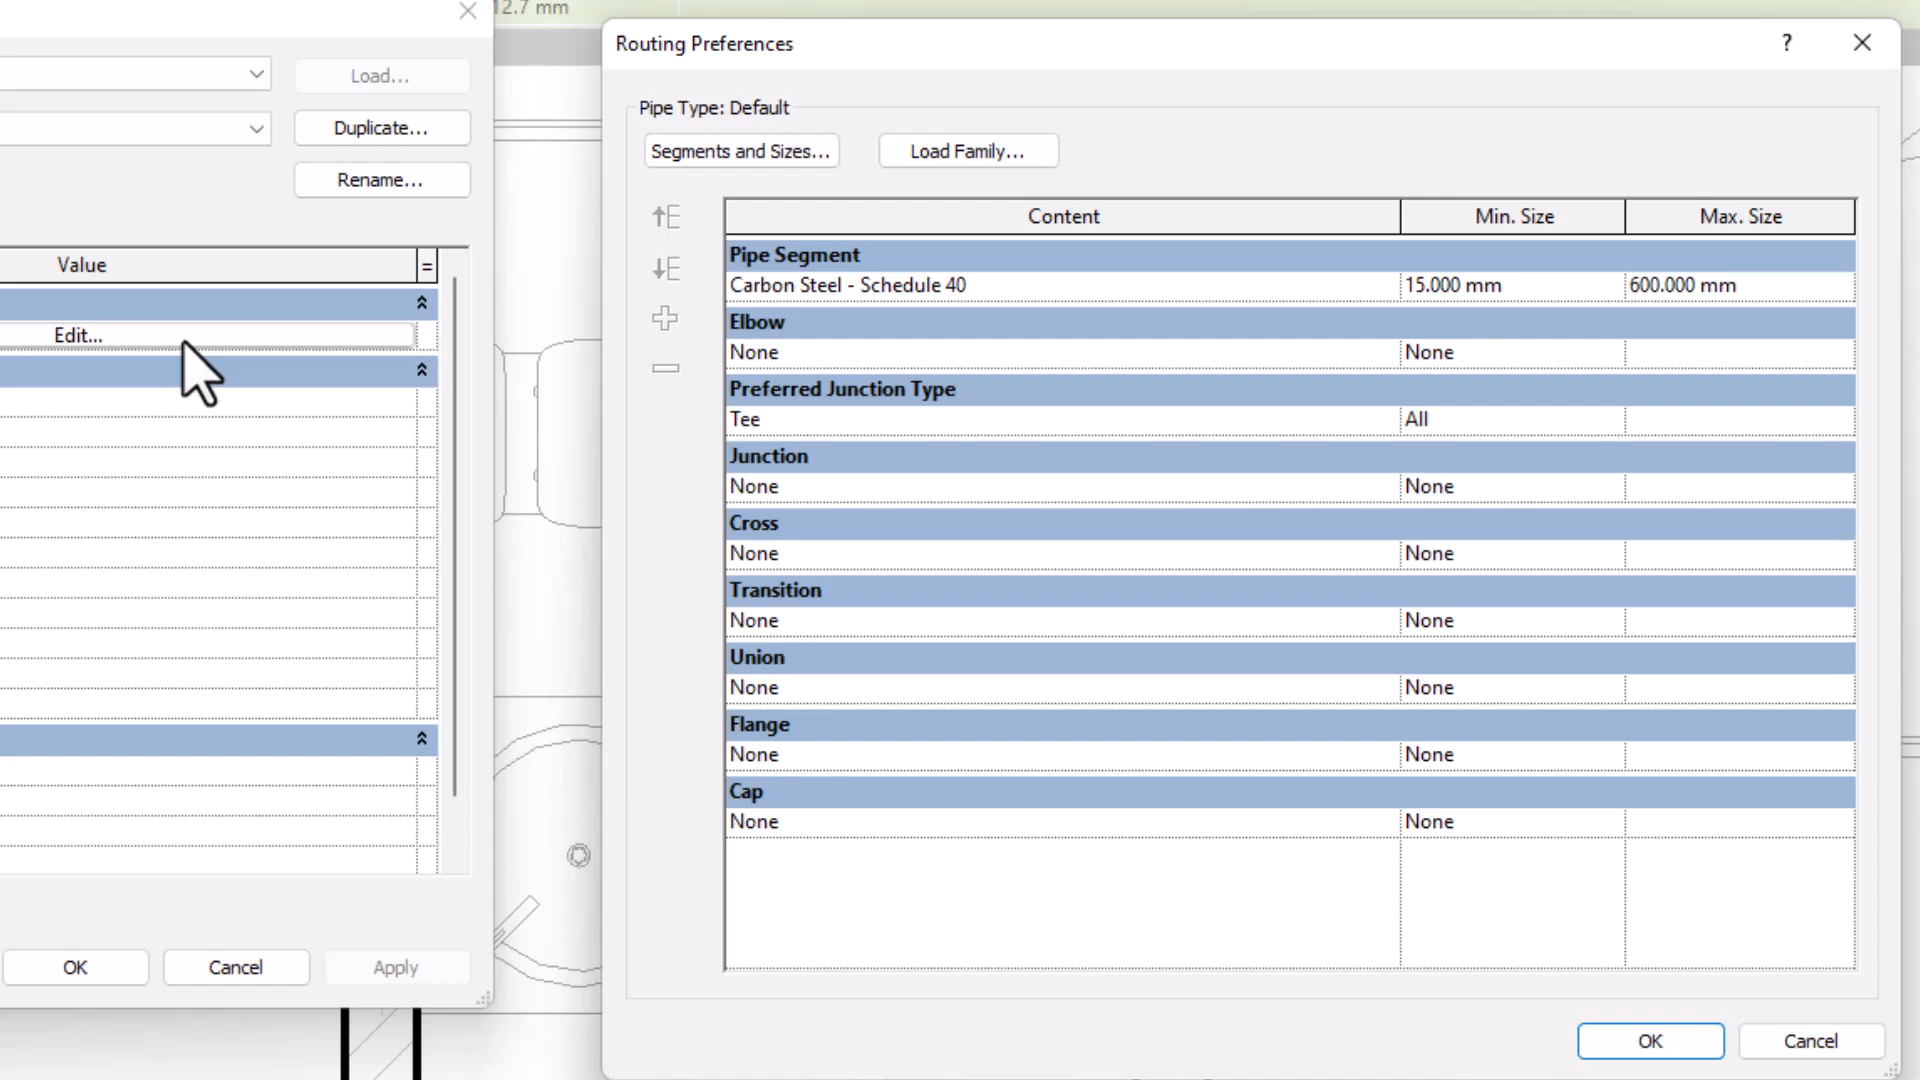 12.7 mm
Load...
Duplicate...
Rename...
Value
=
Edit...
OK
Cancel
Apply
Routing Preferences
?
Pipe Type: Default
Segments and Sizes...
Load Family...
Content Min. Size Max. Size
Pipe Segment
Carbon Steel - Schedule 40 15.000 mm 600.000 mm
Elbow
None None
Preferred Junction Type
Tee All
Junction
None None
Cross
None None
Transition
None None
Union
None None
Flange
None None
Cap
None None
OK
Cancel